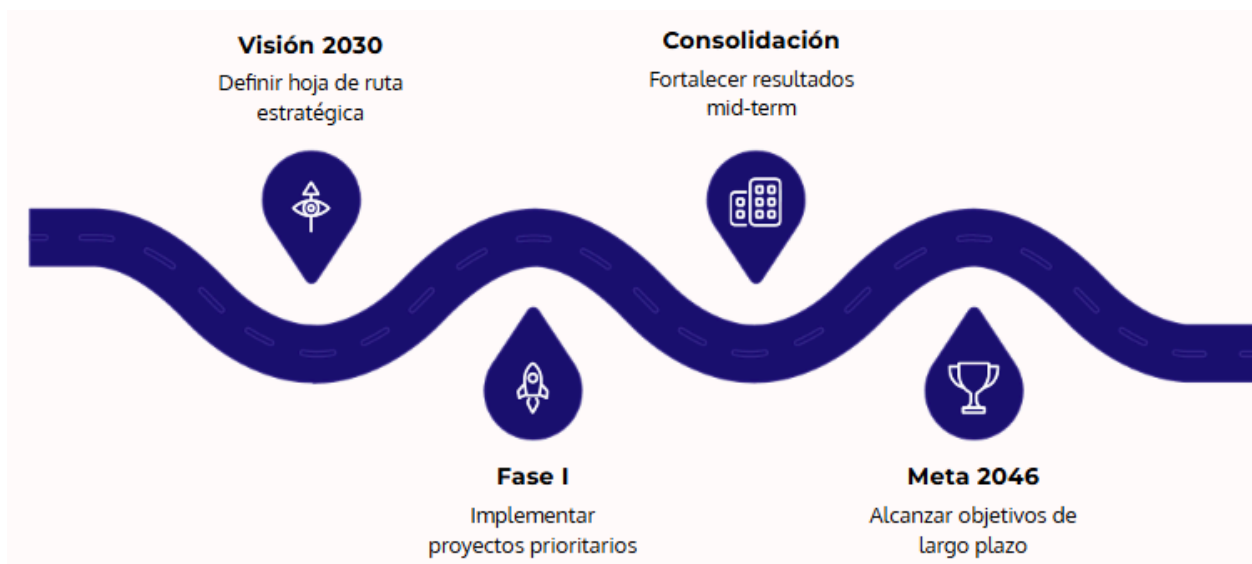 Visión 2030
Definir hoja de ruta
estratégica
Consolidación
Fortalecer resultados
mid-term
Fase I
Implementar
proyectos prioritarios
Meta 2046
Alcanzar objetivos de
largo plazo